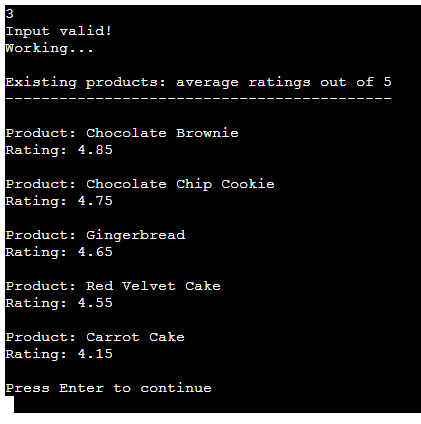 3
Input valid!
Working...
Existing products: average ratings out of 5
-------------------------------------------
Product: Chocolate Brownie
Rating: 4.85
Product: Chocolate Chip Cookie
Rating: 4.75
Product: Gingerbread
Rating: 4.65
Product: Red Velvet Cake
Rating: 4.55
Product: Carrot Cake
Rating: 4.15
Press Enter to continue